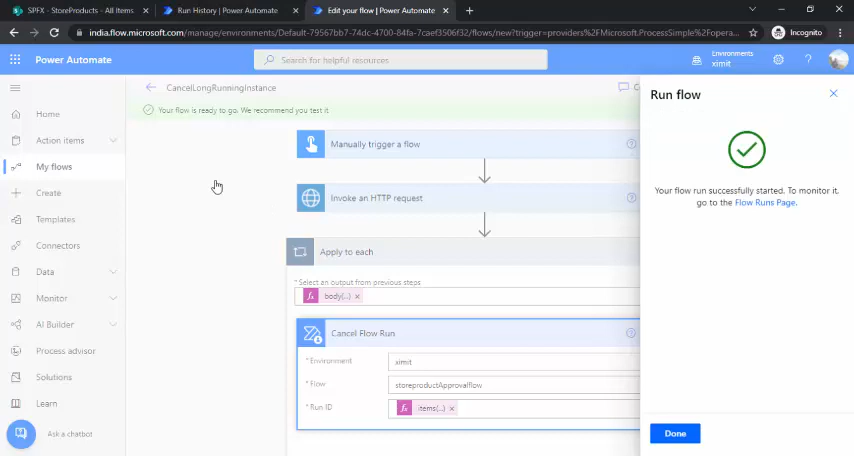 SPFX - StoreProducts - All Items
Run History | Power Automate
Edit your flow | Power Automate
india.flow.microsoft.com/manage/environments/Default-79567bb7-74dc-4700-84fa-7caef3506f32/flows/new?trigger=providers%2FMicrosoft.ProcessSimple%2Fopera...
Incognito
Power Automate
Search for helpful resources
Environments
ximit
CancelLongRunningInstance
Your flow is ready to go. We recommend you test it.
Home
Action items
My flows
Create
Templates
Connectors
Data
Monitor
AI Builder
Process advisor
Solutions
Learn
Ask a chatbot
Manually trigger a flow
Invoke an HTTP request
Apply to each
* Select an output from previous steps
fx body(...) x
Cancel Flow Run
* Environment
ximit
* Flow
storeproductApprovalflow
* Run ID
fx items(...) x
Run flow
Your flow run successfully started. To monitor it,
go to the Flow Runs Page.
Done